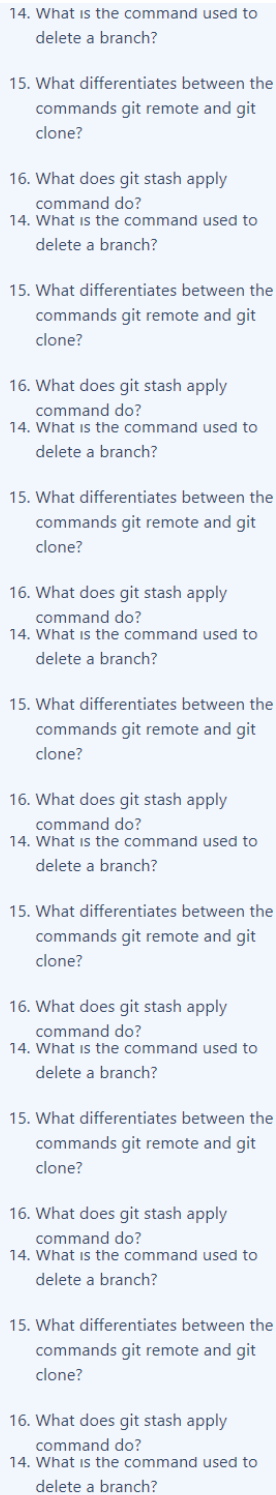 14. What is the command used to
delete a branch?
15. What differentiates between the
commands git remote and git
clone?
16. What does git stash apply
command do?
14. What is the command used to
delete a branch?
15. What differentiates between the
commands git remote and git
clone?
16. What does git stash apply
command do?
14. What is the command used to
delete a branch?
15. What differentiates between the
commands git remote and git
clone?
16. What does git stash apply
command do?
14. What is the command used to
delete a branch?
15. What differentiates between the
commands git remote and git
clone?
16. What does git stash apply
command do?
14. What is the command used to
delete a branch?
15. What differentiates between the
commands git remote and git
clone?
16. What does git stash apply
command do?
14. What is the command used to
delete a branch?
15. What differentiates between the
commands git remote and git
clone?
16. What does git stash apply
command do?
14. What is the command used to
delete a branch?
15. What differentiates between the
commands git remote and git
clone?
16. What does git stash apply
command do?
14. What is the command used to
delete a branch?